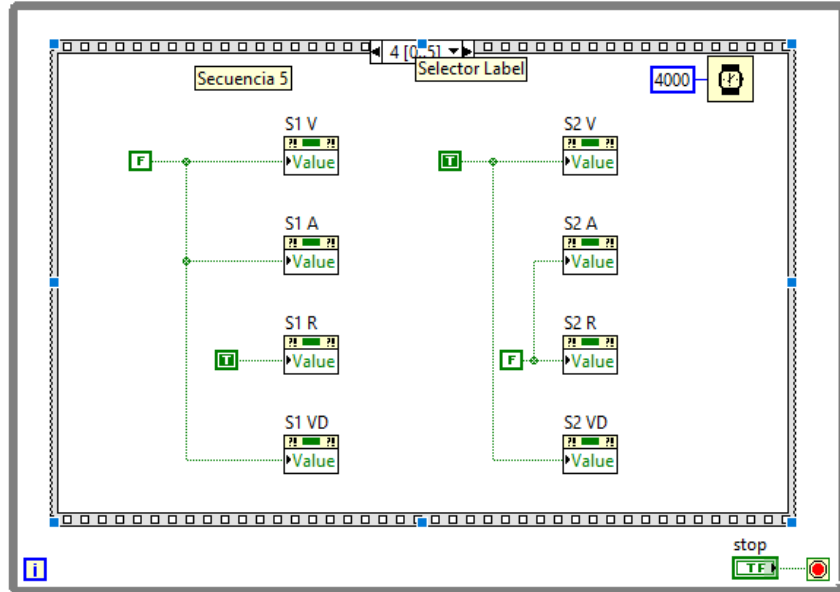 4 [0..5]
Selector Label
Secuencia 5
4000
S1 V
?! ?!
Value
F
S2 V
?! ?!
Value
T
S1 A
?! ?!
Value
S2 A
?! ?!
Value
S1 R
?! ?!
Value
T
S2 R
?! ?!
Value
F
S1 VD
?! ?!
Value
S2 VD
?! ?!
Value
i
stop
TF